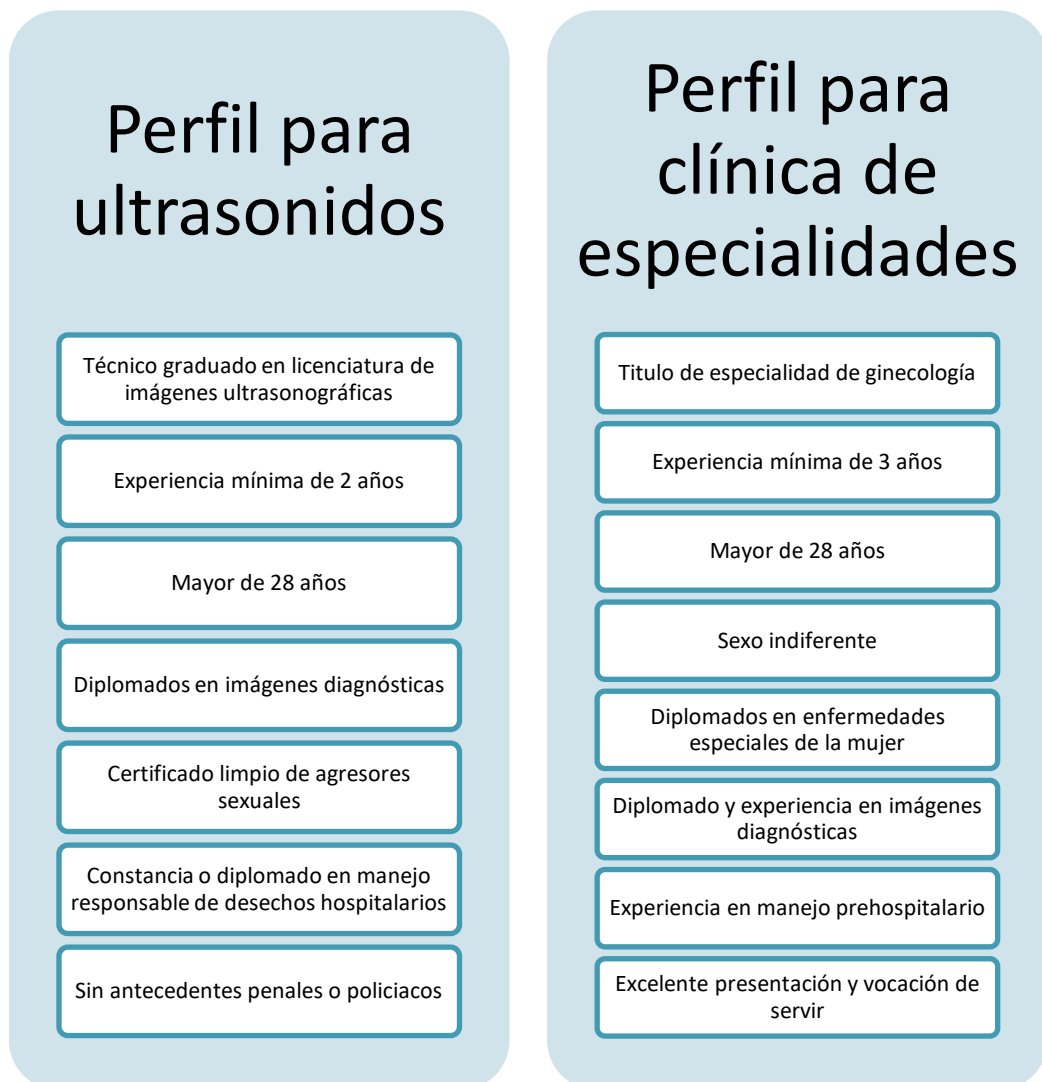 Perfil para
ultrasonidos
Técnico graduado en licenciatura de
imágenes ultrasonográficas
Experiencia mínima de 2 años
Mayor de 28 años
Diplomados en imágenes diagnósticas
Certificado limpio de agresores
sexuales
Constancia o diplomado en manejo
responsable de desechos hospitalarios
Sin antecedentes penales o policiacos
Perfil para
clínica de
especialidades
Titulo de especialidad de ginecología
Experiencia mínima de 3 años
Mayor de 28 años
Sexo indiferente
Diplomados en enfermedades
especiales de la mujer
Diplomado y experiencia en imágenes
diagnósticas
Experiencia en manejo prehospitalario
Excelente presentación y vocación de
servir